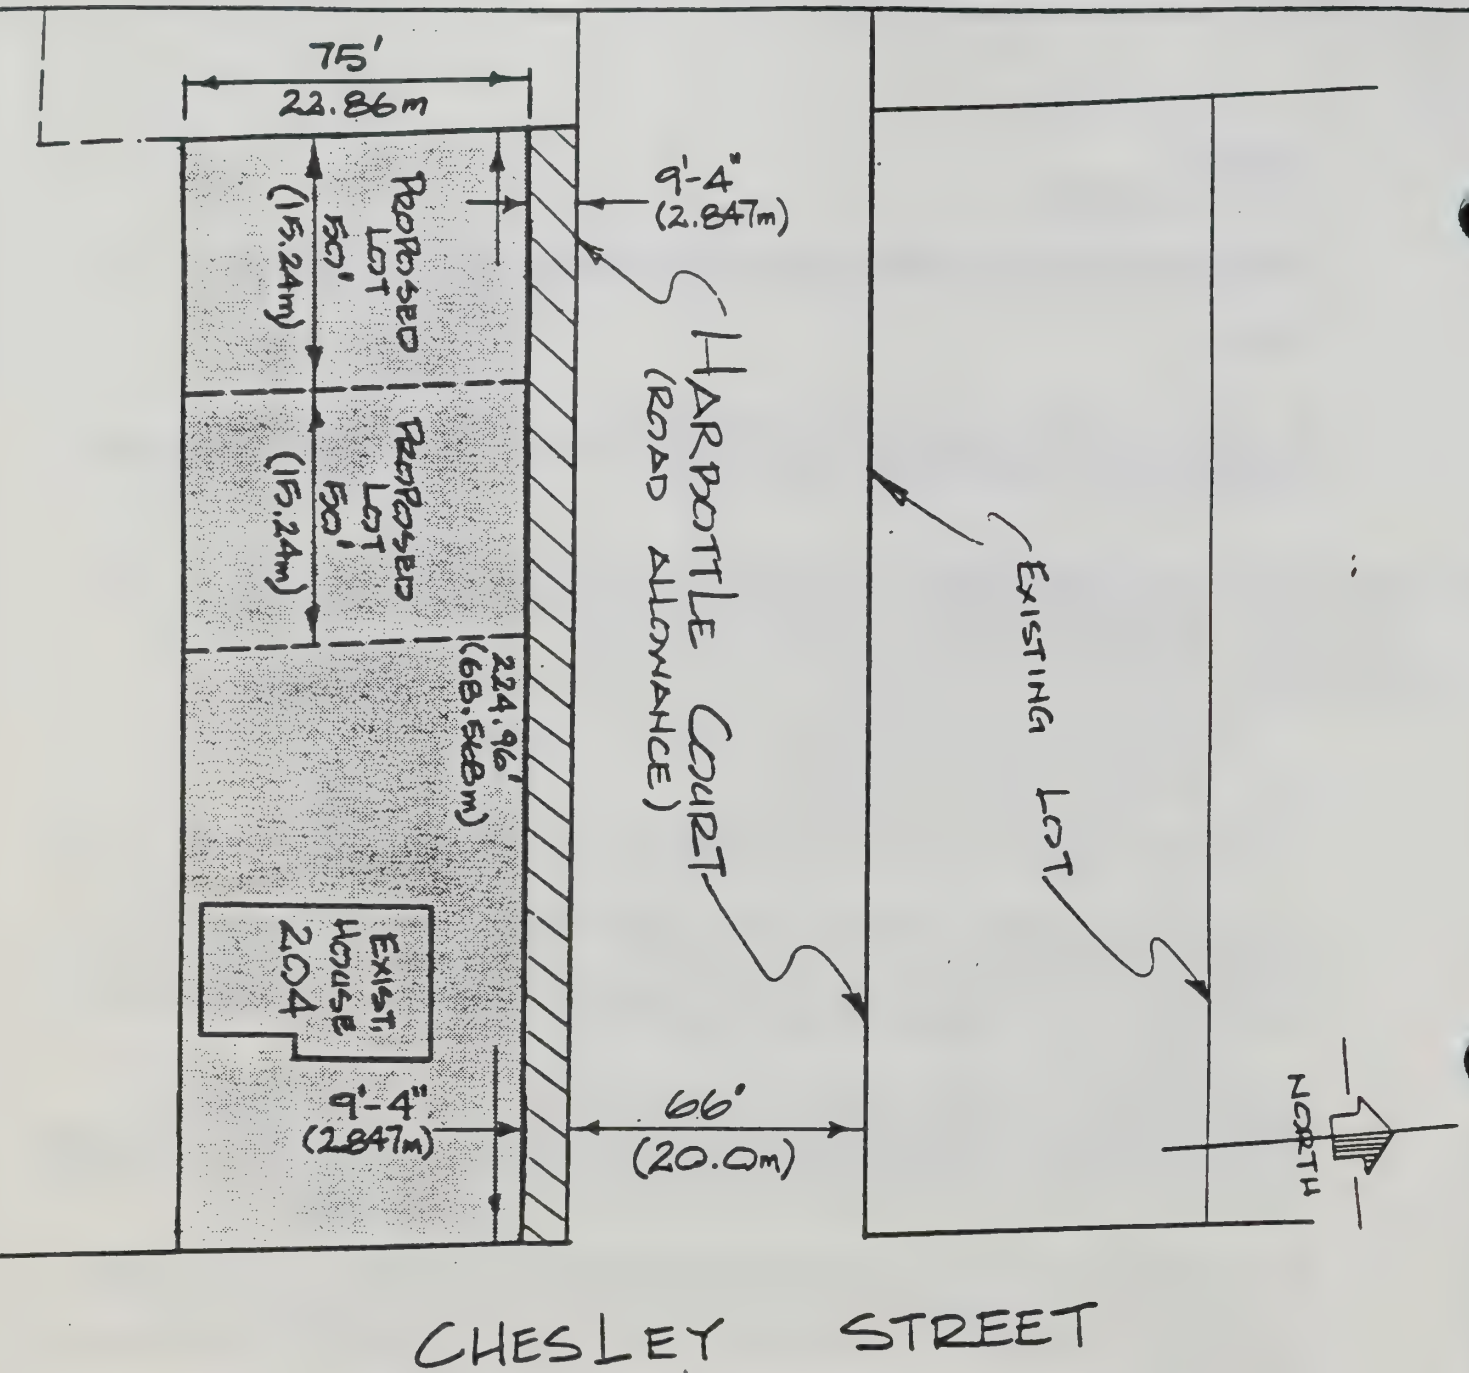 75'
22.86m
9'-4"
(2.847m)
PROPOSED
LOT
50'
(15.24m)
PROPOSED
LOT
50'
(15.24m)
HARBOTTLE COURT
(ROAD ALLOWANCE)
EXISTING LOT
224.96'
(68.568m)
EXIST.
HOUSE
204
9'-4"
(2.847m)
66'
(20.0m)
NORTH
CHESLEY STREET